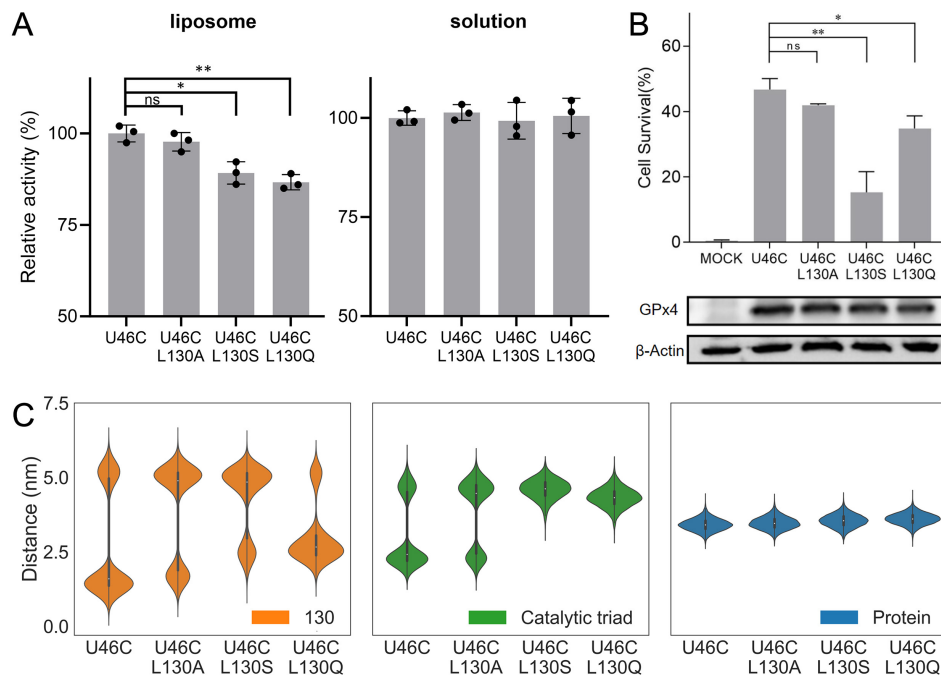 A
liposome
solution
Relative activity (%)
100
75
50
**
*
ns
U46C
U46C
L130A
U46C
L130S
U46C
L130Q
100
75
50
U46C
U46C
L130A
U46C
L130S
U46C
L130Q
B
Cell Survival(%)
60
40
20
0
*
**
ns
MOCK
U46C
U46C
L130A
U46C
L130S
U46C
L130Q
GPx4
β-Actin
C
Distance (nm)
7.5
5.0
2.5
0.0
130
Catalytic triad
Protein
U46C
U46C
L130A
U46C
L130S
U46C
L130Q
U46C
U46C
L130A
U46C
L130S
U46C
L130Q
U46C
U46C
L130A
U46C
L130S
U46C
L130Q